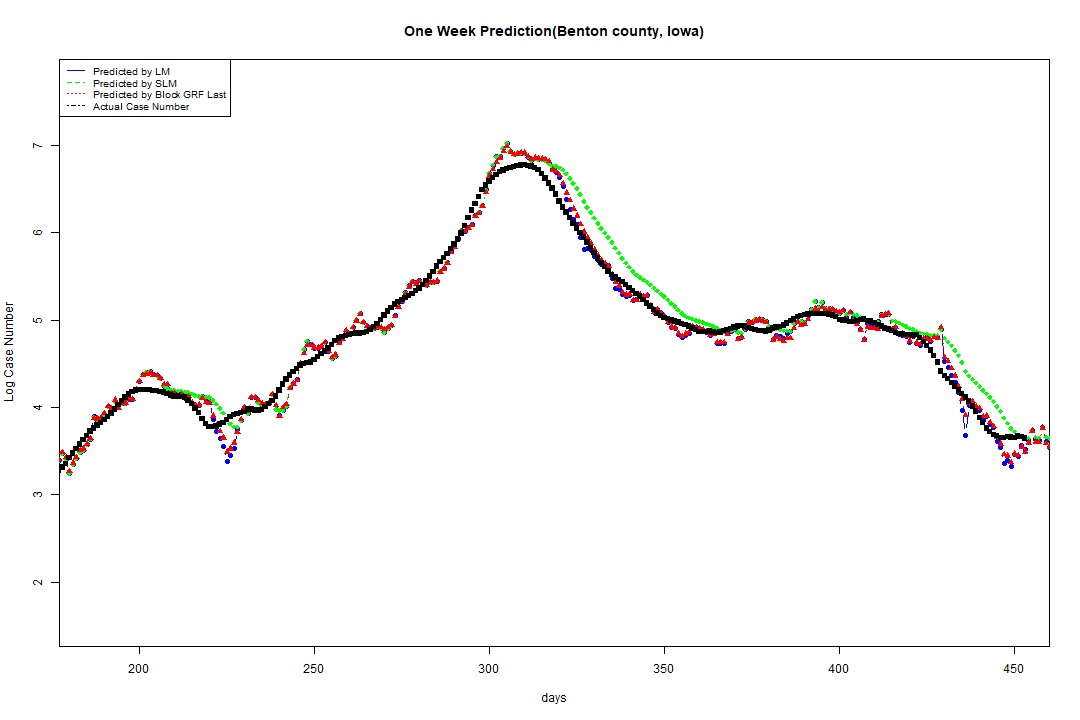 One Week Prediction(Benton county, Iowa)
Predicted by LM
Predicted by SLM
Predicted by Block GRF Last
Actual Case Number
7
6
5
4
3
2
Log Case Number
200 250 300 350 400 450
days